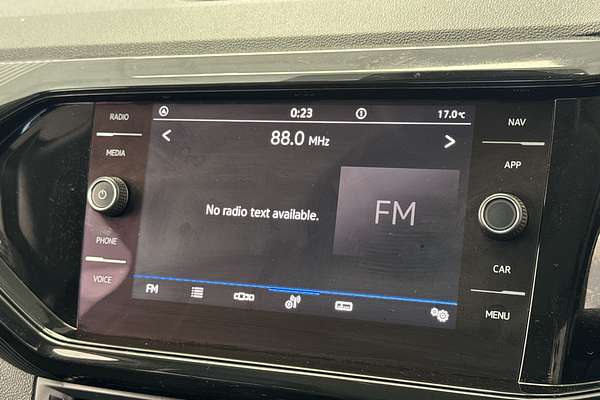 RADIO
MEDIA
PHONE
VOICE
0:23
1
17.0°C
88.0 MHz
No radio text available.
FM
FM
NAV
APP
CAR
MENU